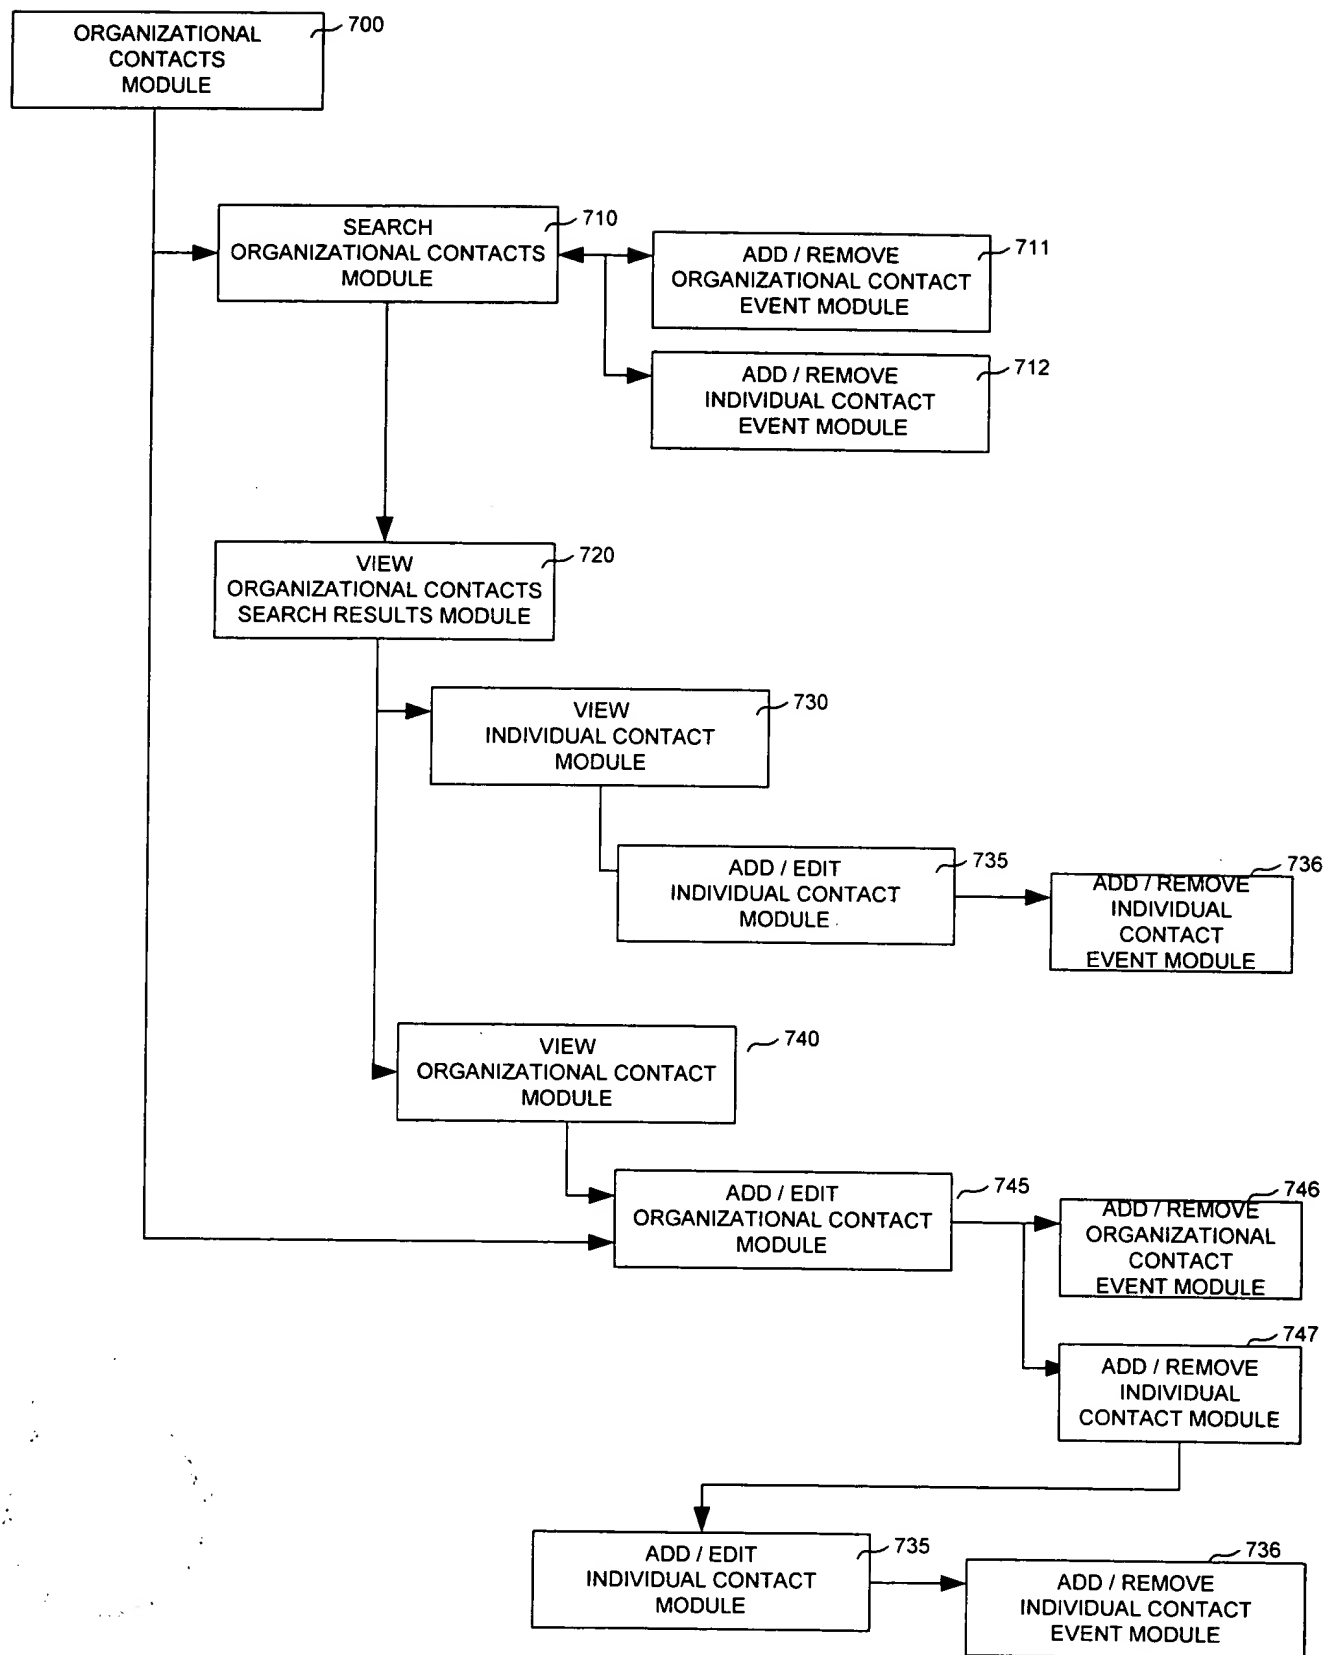 ORGANIZATIONAL
CONTACTS
MODULE
700
SEARCH
ORGANIZATIONAL CONTACTS
MODULE
710
ADD / REMOVE
ORGANIZATIONAL CONTACT
EVENT MODULE
711
ADD / REMOVE
INDIVIDUAL CONTACT
EVENT MODULE
712
VIEW
ORGANIZATIONAL CONTACTS
SEARCH RESULTS MODULE
720
VIEW
INDIVIDUAL CONTACT
MODULE
730
ADD / EDIT
INDIVIDUAL CONTACT
MODULE
735
ADD / REMOVE
INDIVIDUAL
CONTACT
EVENT MODULE
736
VIEW
ORGANIZATIONAL CONTACT
MODULE
740
ADD / EDIT
ORGANIZATIONAL CONTACT
MODULE
745
ADD / REMOVE
ORGANIZATIONAL
CONTACT
EVENT MODULE
746
ADD / REMOVE
INDIVIDUAL
CONTACT MODULE
747
ADD / EDIT
INDIVIDUAL CONTACT
MODULE
735
ADD / REMOVE
INDIVIDUAL CONTACT
EVENT MODULE
736